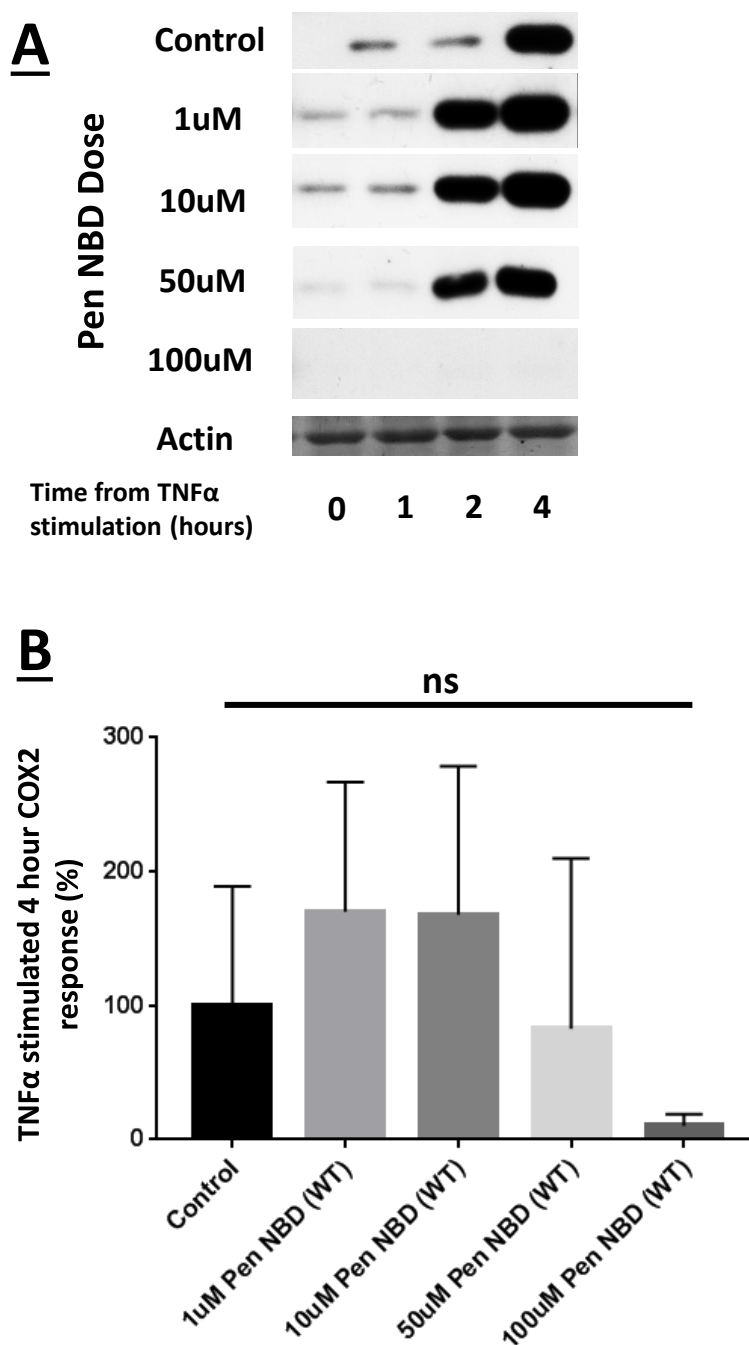 A
Control
1uM
10uM
50uM
100uM
Actin
Pen NBD Dose
Time from TNFα
stimulation (hours)
0 1 2 4
B
ns
TNFα stimulated 4 hour COX2
response (%)
300
200
100
0
Control
1uM Pen NBD (WT)
10uM Pen NBD (WT)
50uM Pen NBD (WT)
100uM Pen NBD (WT)